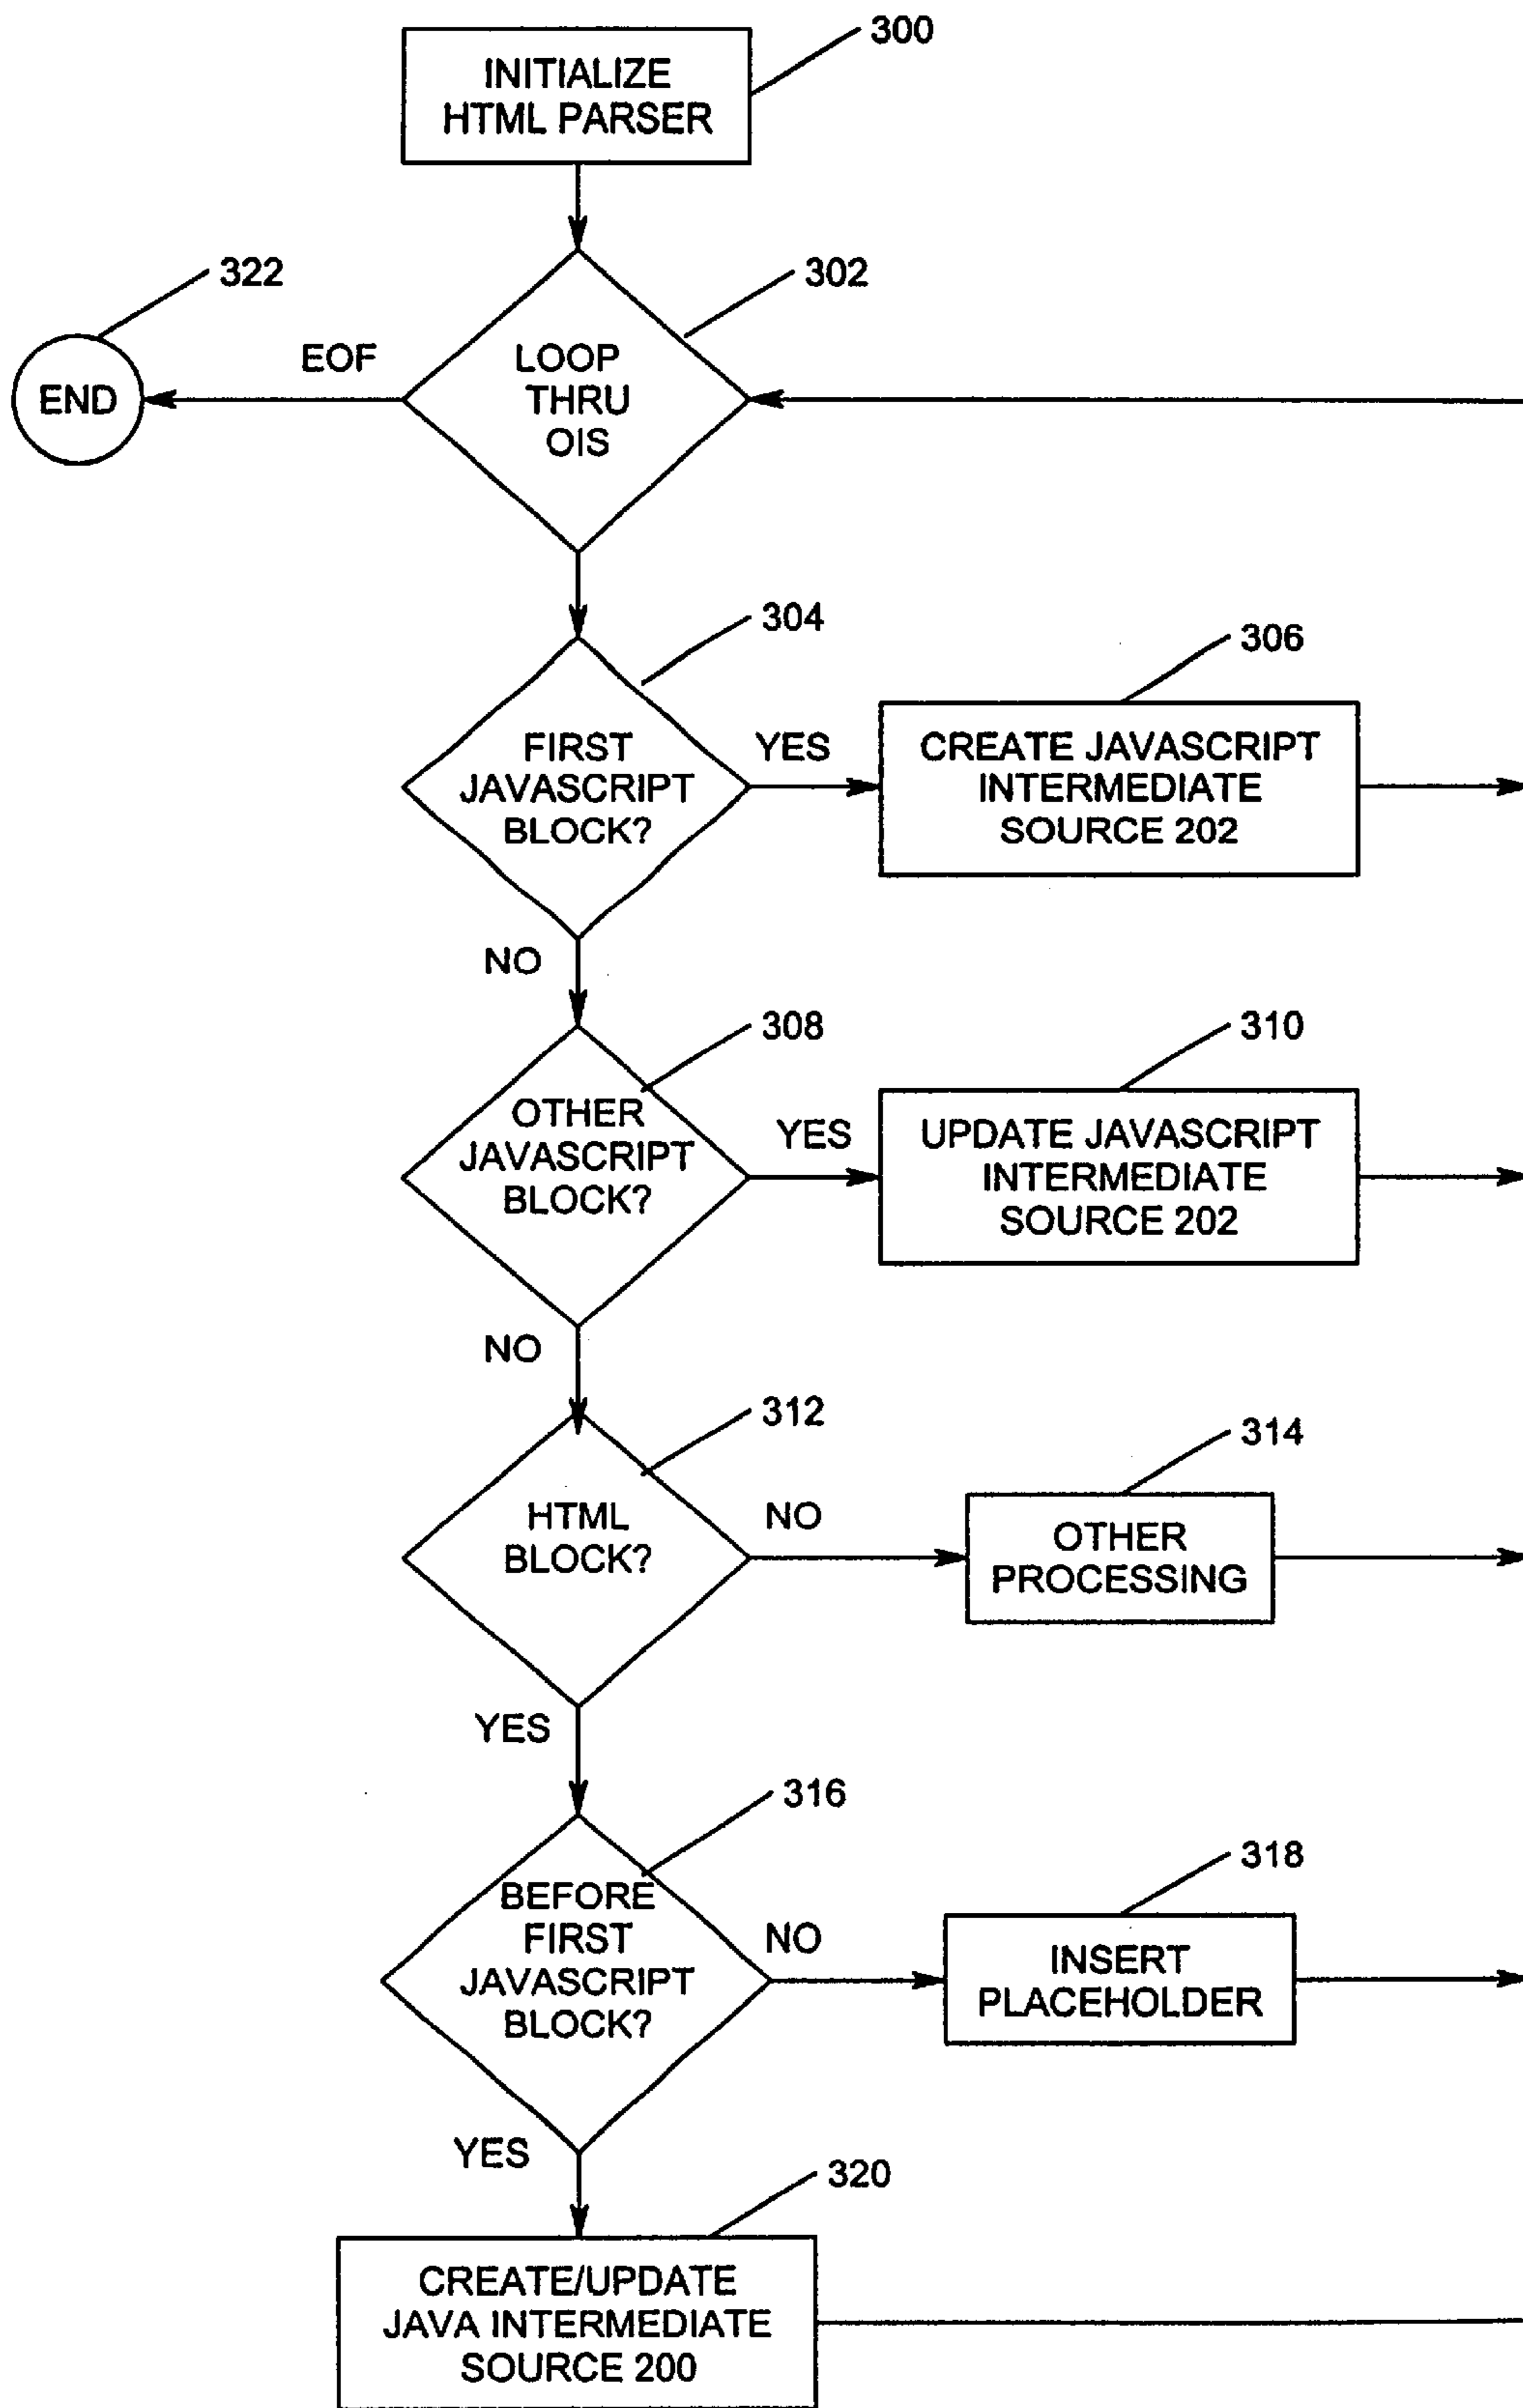 300
INITIALIZE
HTML PARSER
322
302
EOF
END
LOOP
THRU
OIS
304
306
FIRST
JAVASCRIPT
BLOCK?
YES
CREATE JAVASCRIPT
INTERMEDIATE
SOURCE 202
NO
308
310
OTHER
JAVASCRIPT
BLOCK?
YES
UPDATE JAVASCRIPT
INTERMEDIATE
SOURCE 202
NO
312
314
HTML
BLOCK?
NO
OTHER
PROCESSING
YES
316
318
BEFORE
FIRST
JAVASCRIPT
BLOCK?
NO
INSERT
PLACEHOLDER
YES
320
CREATE/UPDATE
JAVA INTERMEDIATE
SOURCE 200